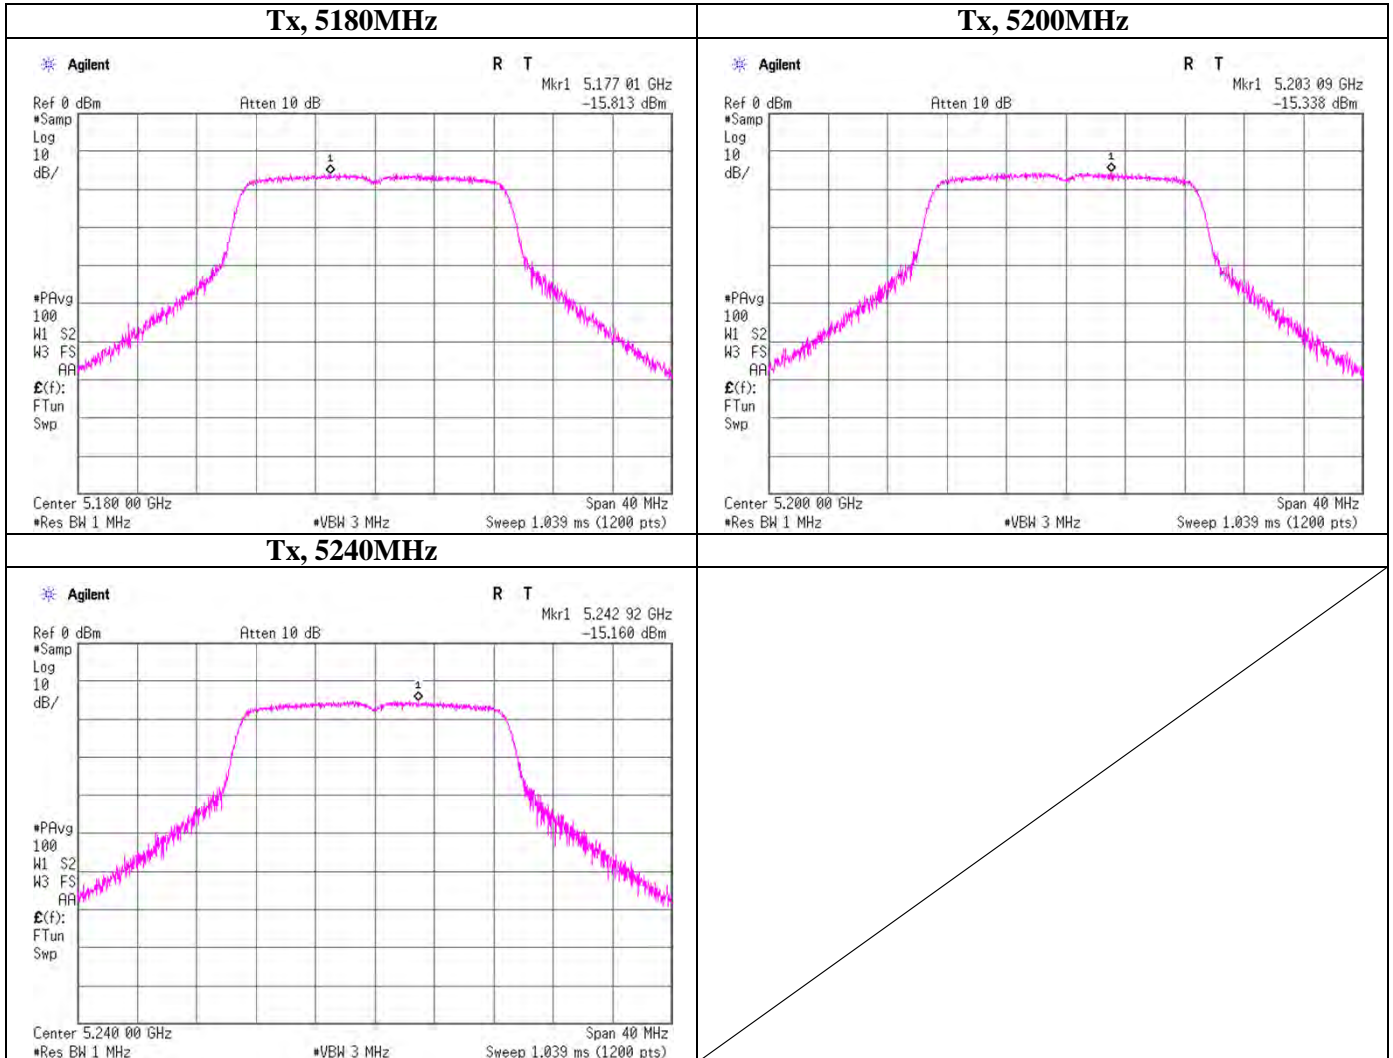 Tx, 5180MHz
Agilent
R T
Mkr1 5.177 01 GHz
Ref 0 dBm
Atten 10 dB
-15.813 dBm
#Samp
Log
10
dB/
1
#PAvg
100
W1 S2
W3 FS
AA
£(f):
FTun
Swp
Center 5.180 00 GHz
Span 40 MHz
#Res BW 1 MHz
#VBW 3 MHz
Sweep 1.039 ms (1200 pts)
Tx, 5200MHz
Agilent
R T
Mkr1 5.203 09 GHz
Ref 0 dBm
Atten 10 dB
-15.338 dBm
#Samp
Log
10
dB/
1
#PAvg
100
W1 S2
W3 FS
AA
£(f):
FTun
Swp
Center 5.200 00 GHz
Span 40 MHz
#Res BW 1 MHz
#VBW 3 MHz
Sweep 1.039 ms (1200 pts)
Tx, 5240MHz
Agilent
R T
Mkr1 5.242 92 GHz
Ref 0 dBm
Atten 10 dB
-15.160 dBm
#Samp
Log
10
dB/
1
#PAvg
100
W1 S2
W3 FS
AA
£(f):
FTun
Swp
Center 5.240 00 GHz
Span 40 MHz
#Res BW 1 MHz
#VBW 3 MHz
Sweep 1.039 ms (1200 pts)